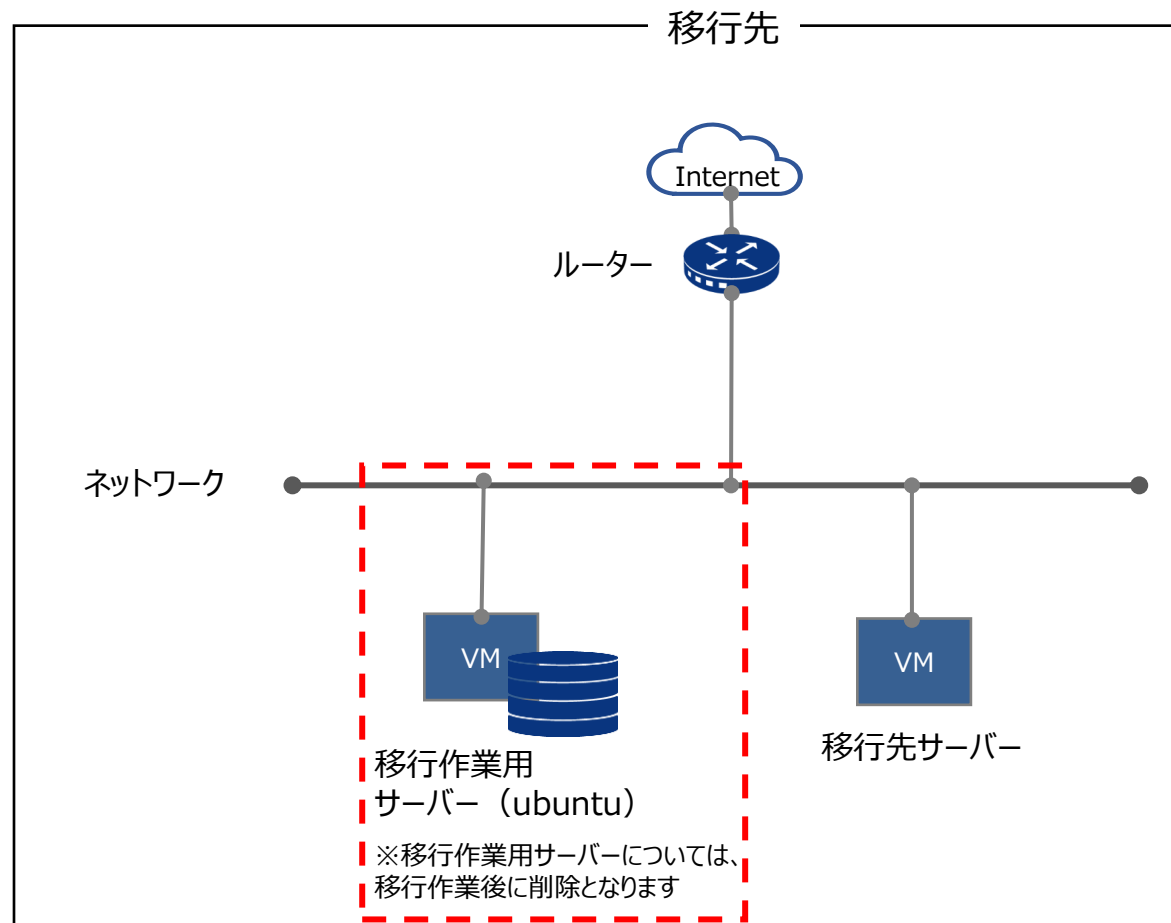 移行先
Internet
ルーター
ネットワーク
VM
VM
移行作業用
サーバー（ubuntu）
移行先サーバー
※移行作業用サーバーについては、
移行作業後に削除となります